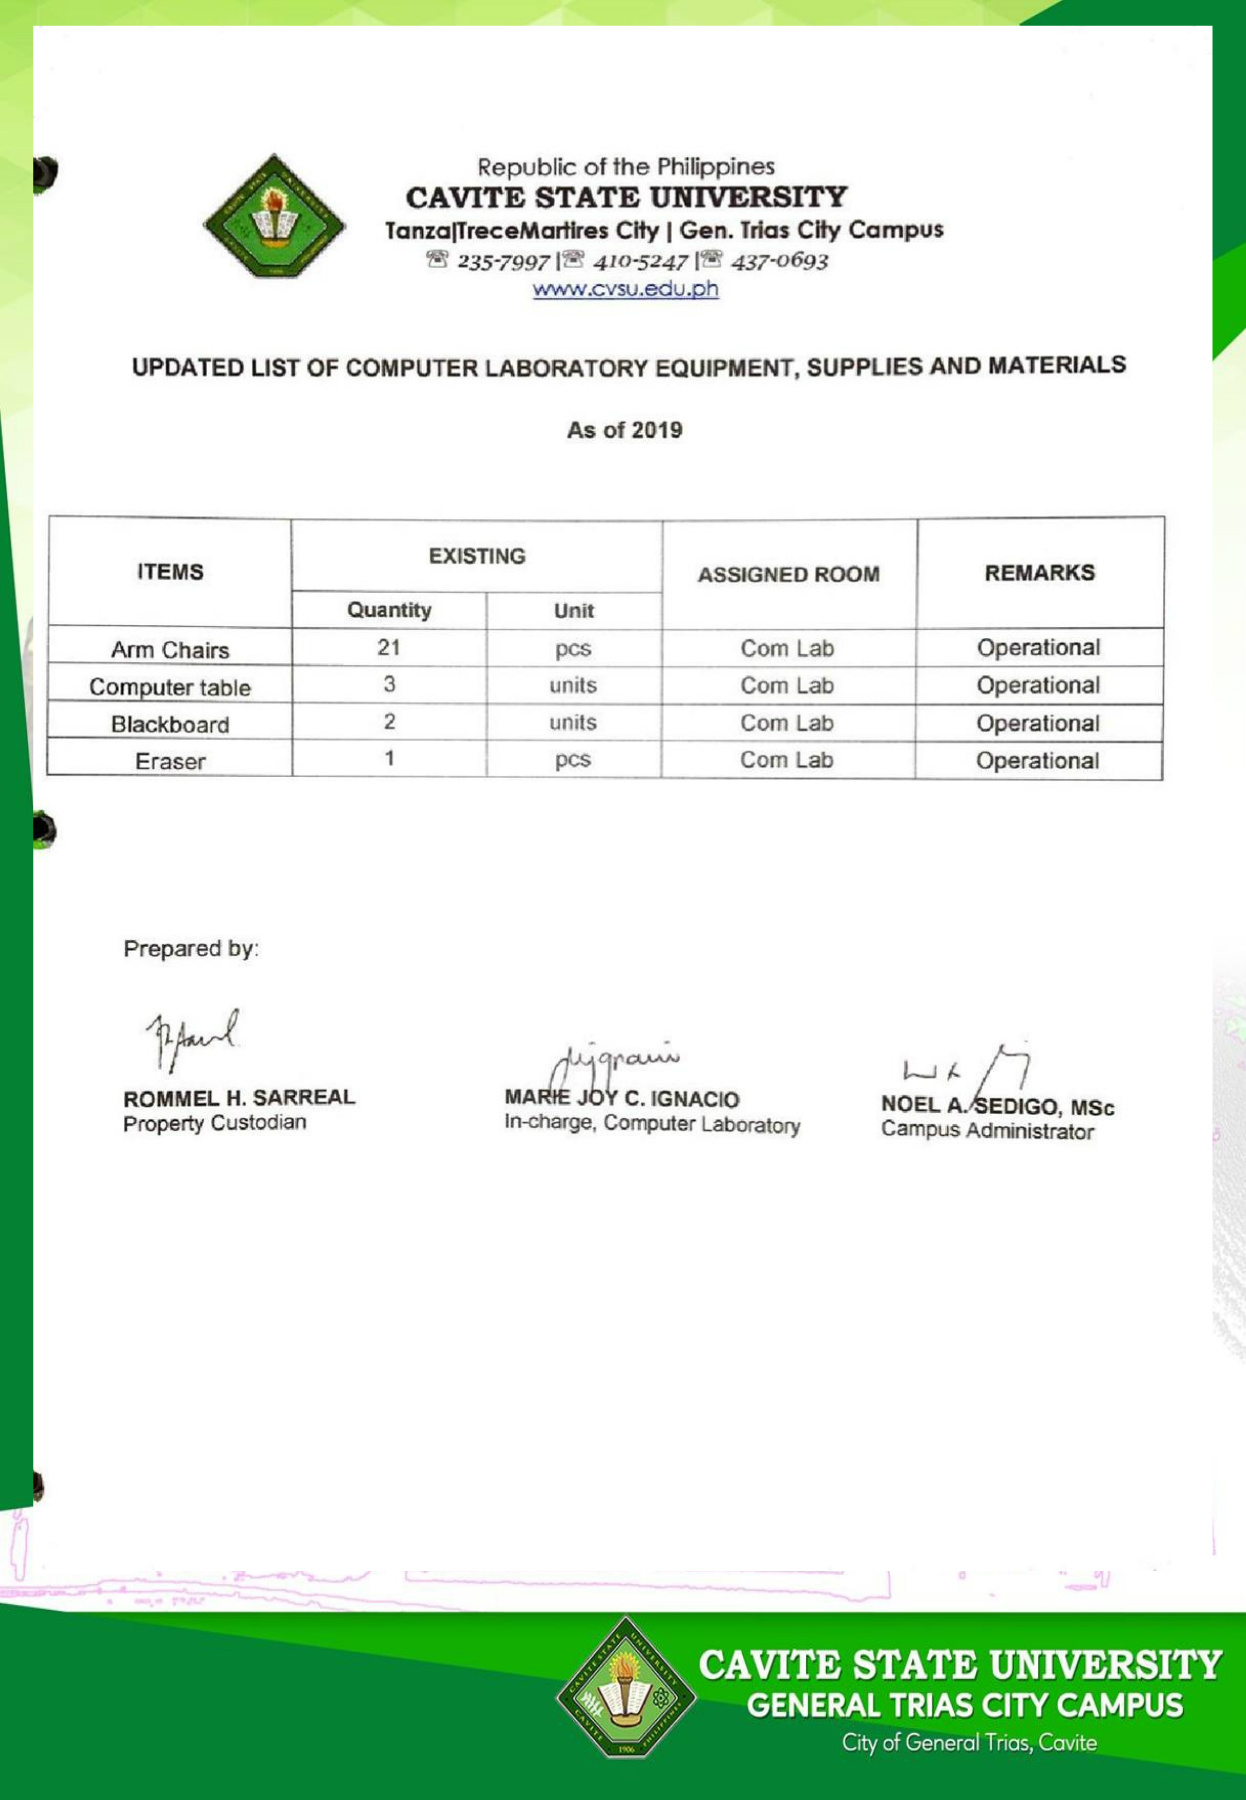 Republic of the Philippines
CAVITE STATE UNIVERSITY
Tanza|TreceMartires City | Gen. Trias City Campus
☏ 235-7997 |☏ 410-5247 |☏ 437-0693
www.cvsu.edu.ph
UPDATED LIST OF COMPUTER LABORATORY EQUIPMENT, SUPPLIES AND MATERIALS
As of 2019
ITEMS EXISTING ASSIGNED ROOM REMARKS
Quantity Unit
Arm Chairs 21 pcs Com Lab Operational
Computer table 3 units Com Lab Operational
Blackboard 2 units Com Lab Operational
Eraser 1 pcs Com Lab Operational
Prepared by:
ROMMEL H. SARREAL
Property Custodian
MARIE JOY C. IGNACIO
In-charge, Computer Laboratory
NOEL A. SEDIGO, MSc
Campus Administrator
CAVITE STATE UNIVERSITY
GENERAL TRIAS CITY CAMPUS
City of General Trias, Cavite